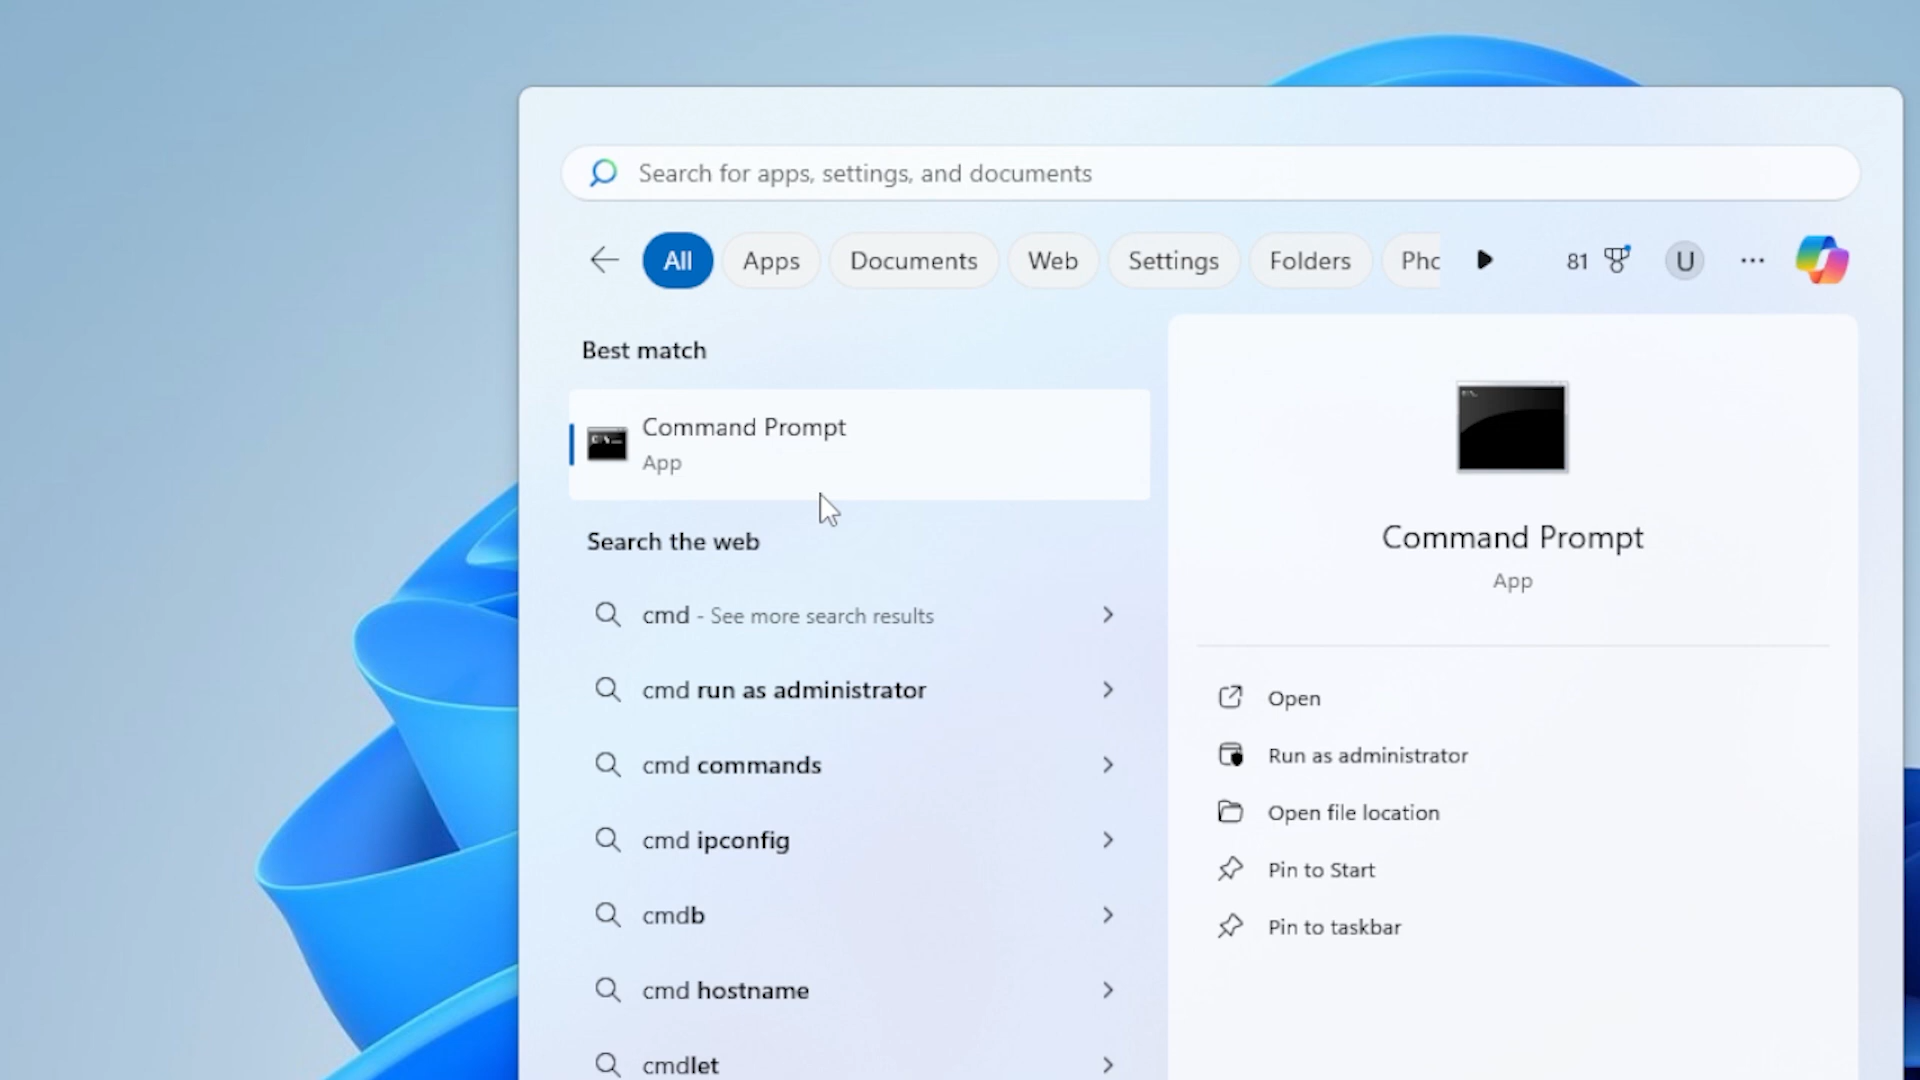 Search for apps, settings, and documents
All
Apps
Documents
Web
Settings
Folders
Pho
81
U
Best match
Command Prompt
App
Search the web
cmd - See more search results
cmd run as administrator
cmd commands
cmd ipconfig
cmdb
cmd hostname
cmdlet
Command Prompt
App
Open
Run as administrator
Open file location
Pin to Start
Pin to taskbar